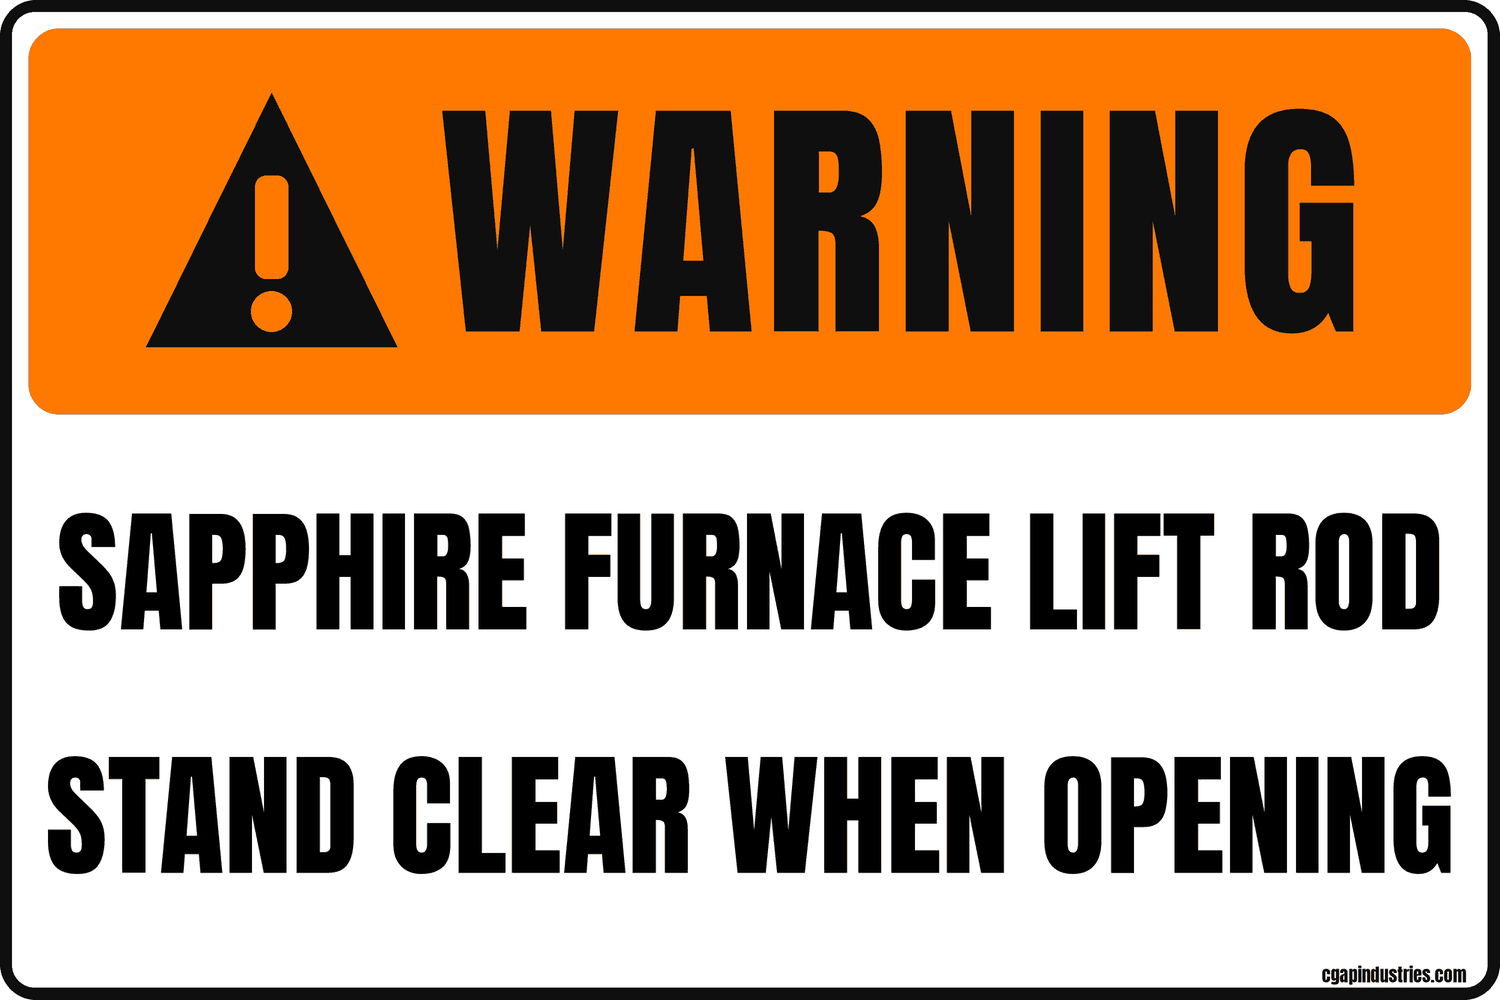 WARNING
SAPPHIRE FURNACE LIFT ROD
STAND CLEAR WHEN OPENING
cgapindustries.com